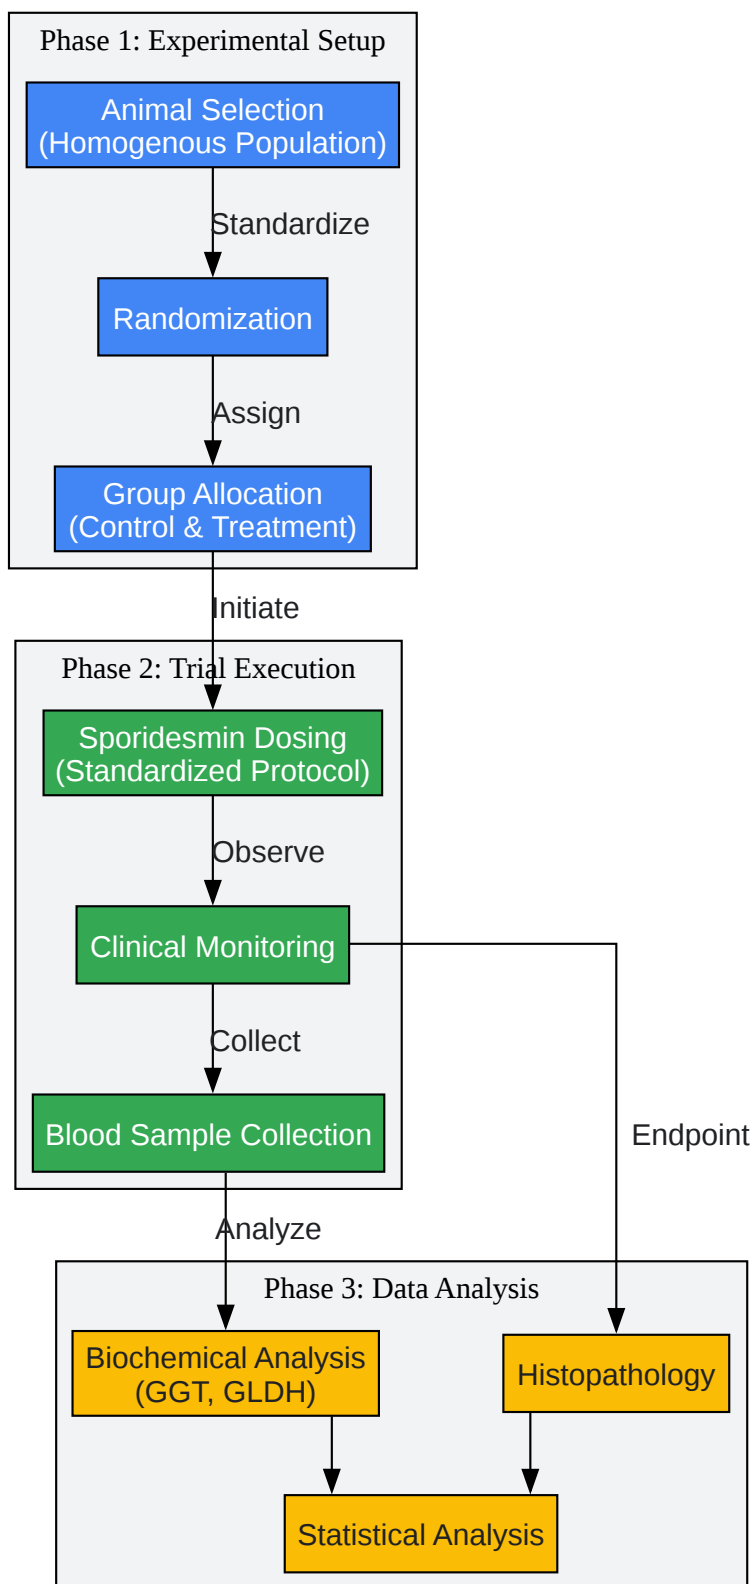 Phase 1: Experimental Setup
Animal Selection
(Homogenous Population)
Standardize
Randomization
Assign
Group Allocation
(Control & Treatment)
Initiate
Phase 2: Trial Execution
Sporidesmin Dosing
(Standardized Protocol)
Observe
Clinical Monitoring
Collect
Blood Sample Collection
Endpoint
Analyze
Phase 3: Data Analysis
Biochemical Analysis
(GGT, GLDH)
Histopathology
Statistical Analysis